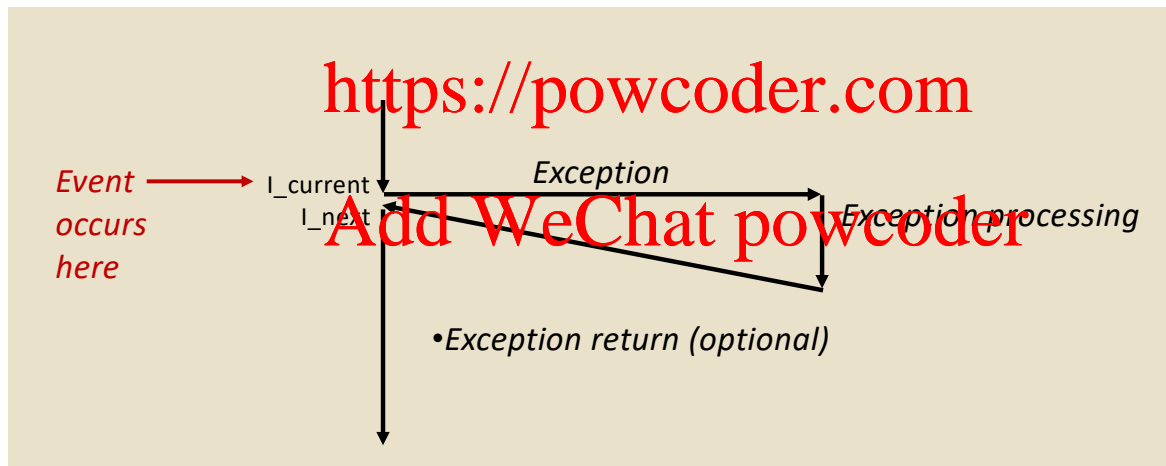 https://powcoder.com
Event
occurs
here
I_current
I_next
Exception
Add WeChat powcoder
Exception processing
•Exception return (optional)